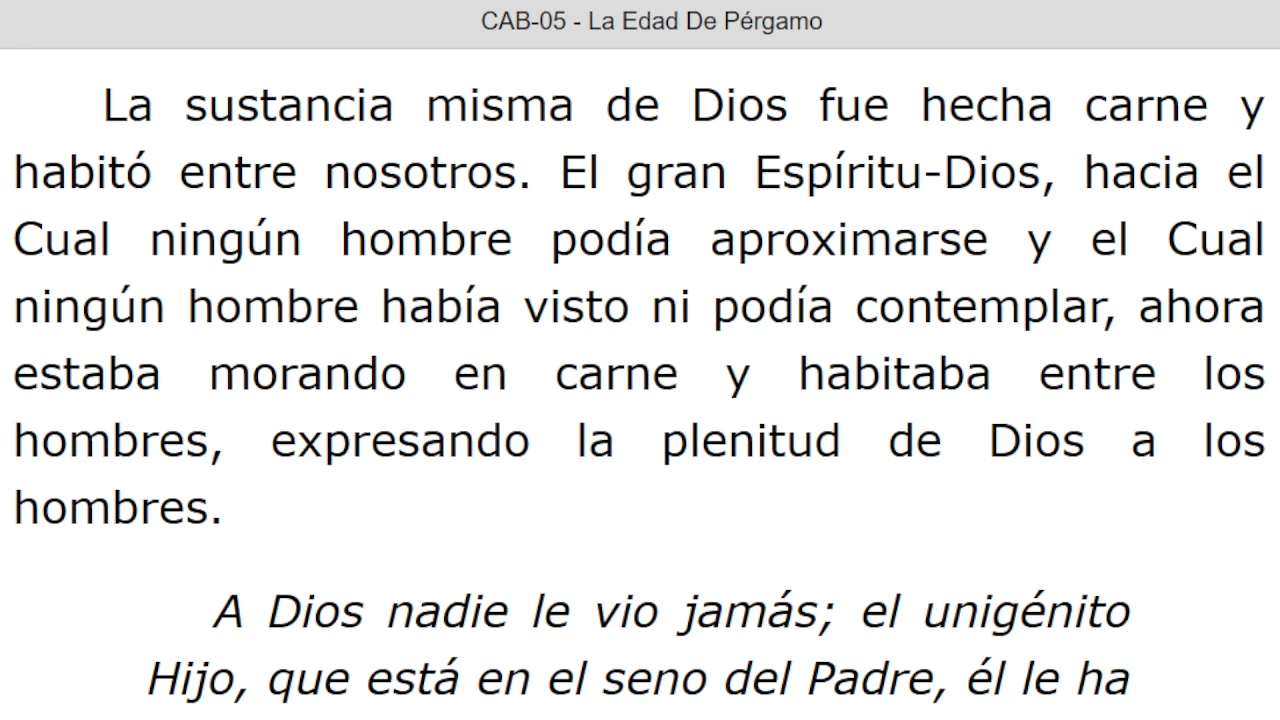 CAB-05 - La Edad De Pérgamo
La sustancia misma de Dios fue hecha carne y
habitó entre nosotros. El gran Espíritu-Dios, hacia el
Cual ningún hombre podía aproximarse y el Cual
ningún hombre había visto ni podía contemplar, ahora
estaba morando en carne y habitaba entre los
hombres, expresando la plenitud de Dios a los
hombres.
A Dios nadie le vio jamás; el unigénito
Hijo, que está en el seno del Padre, él le ha